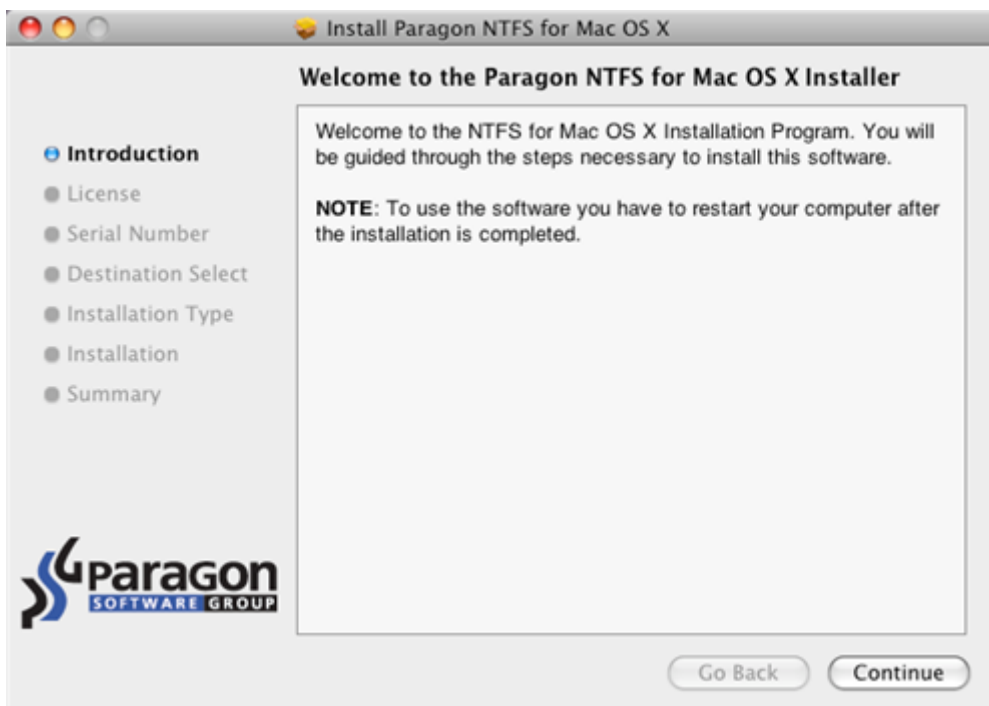 Install Paragon NTFS for Mac OS X
Welcome to the Paragon NTFS for Mac OS X Installer
Introduction
License
Serial Number
Destination Select
Installation Type
Installation
Summary
Welcome to the NTFS for Mac OS X Installation Program. You will
be guided through the steps necessary to install this software.
NOTE: To use the software you have to restart your computer after
the installation is completed.
Paragon
SOFTWARE GROUP
Go Back
Continue